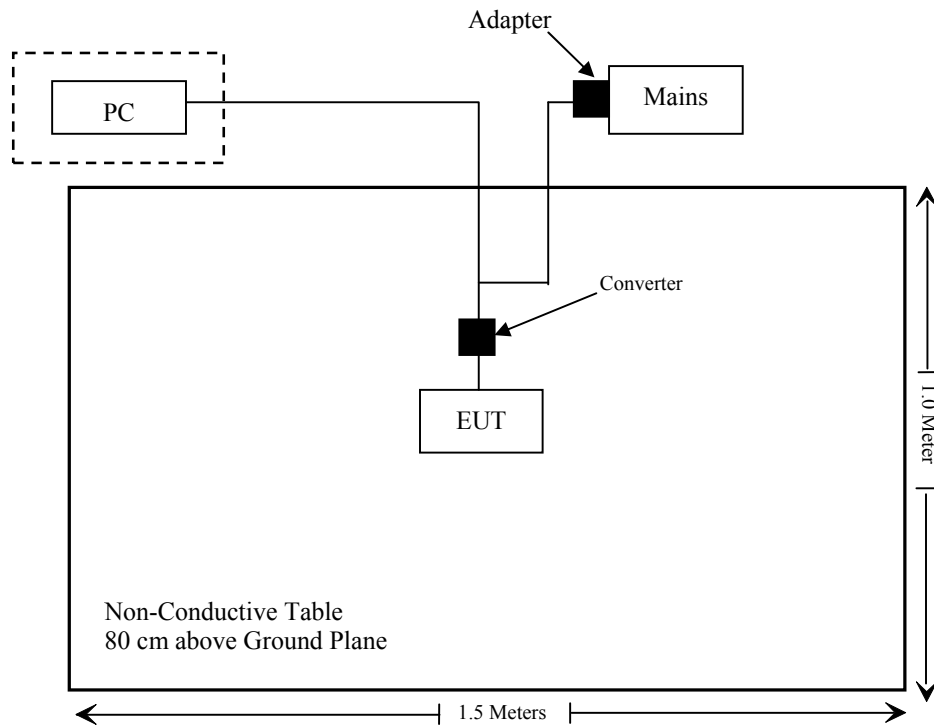 Adapter
PC
Mains
Converter
EUT
1.0 Meter
Non-Conductive Table
80 cm above Ground Plane
1.5 Meters